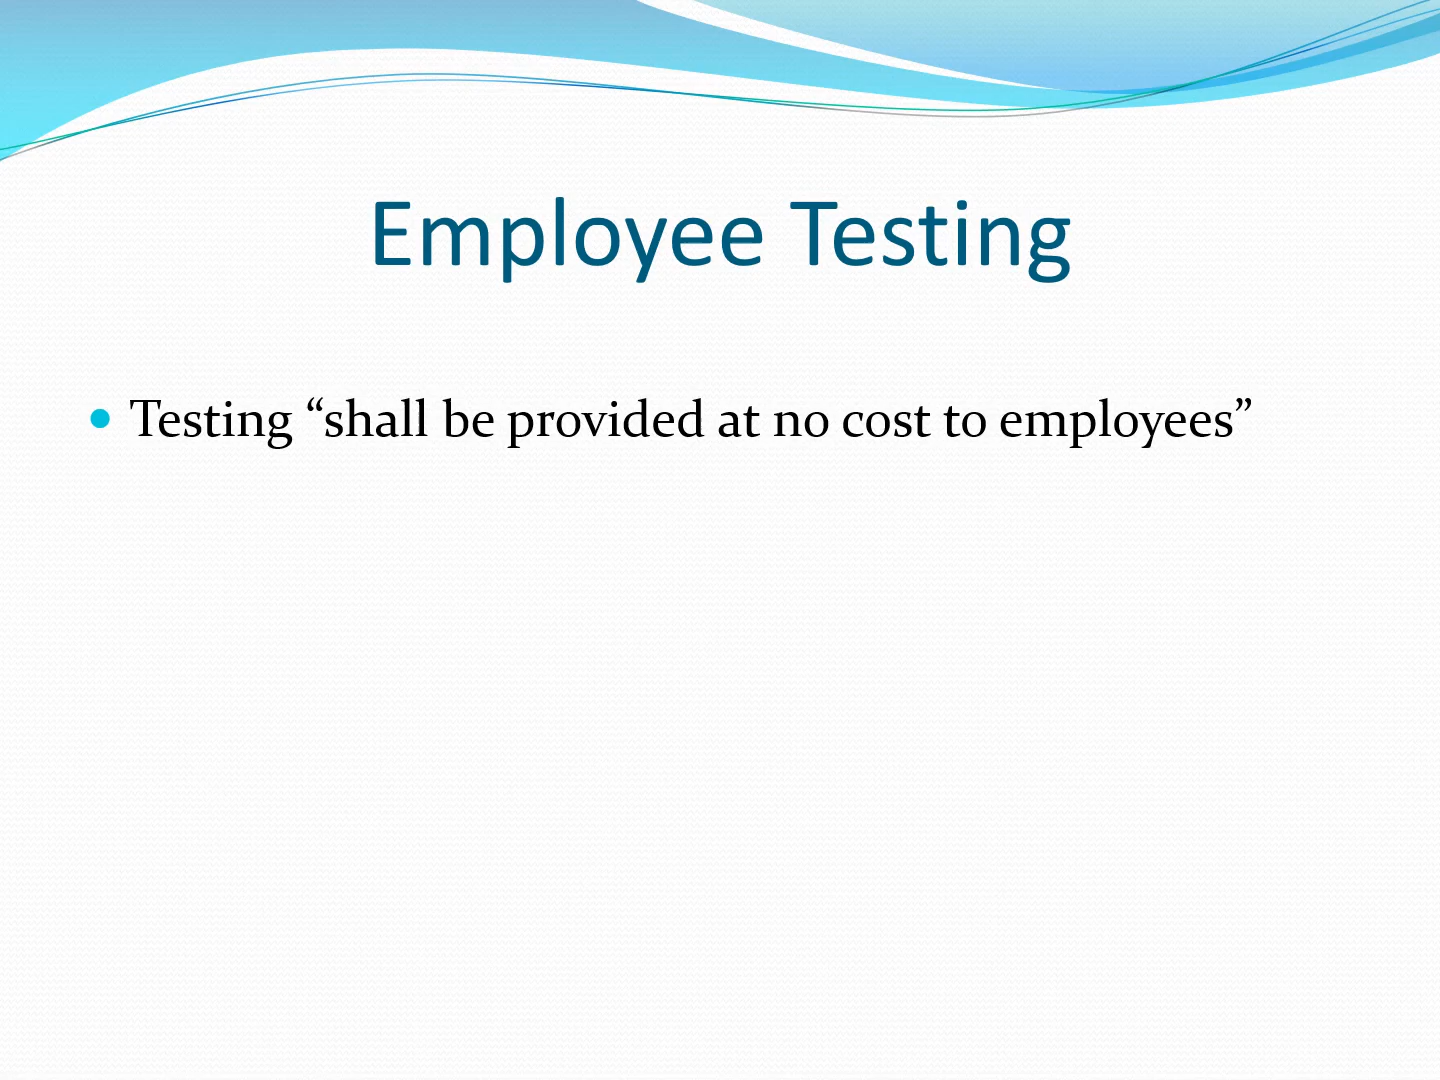 Employee Testing
• Testing “shall be provided at no cost to employees”